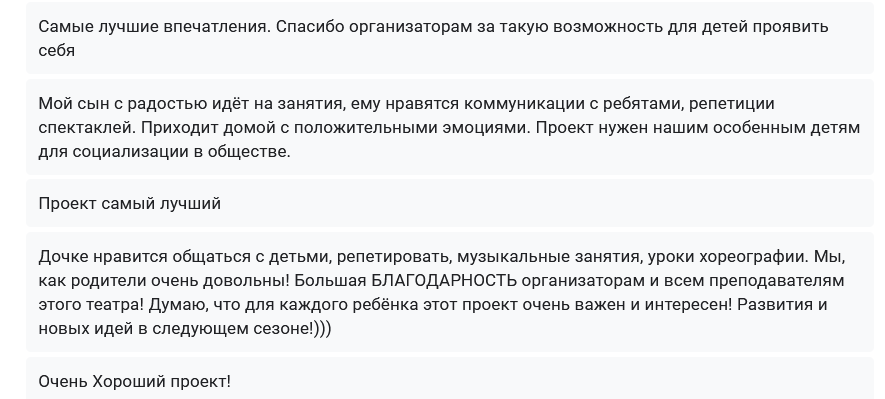 Самые лучшие впечатления. Спасибо организаторам за такую возможность для детей проявить
себя
Мой сын с радостью идёт на занятия, ему нравятся коммуникации с ребятами, репетиции
спектаклей. Приходит домой с положительными эмоциями. Проект нужен нашим особенным детям
для социализации в обществе.
Проект самый лучший
Дочке нравится общаться с детьми, репетировать, музыкальные занятия, уроки хореографии. Мы,
как родители очень довольны! Большая БЛАГОДАРНОСТЬ организаторам и всем преподавателям
этого театра! Думаю, что для каждого ребёнка этот проект очень важен и интересен! Развития и
новых идей в следующем сезоне!)))
Очень Хороший проект!